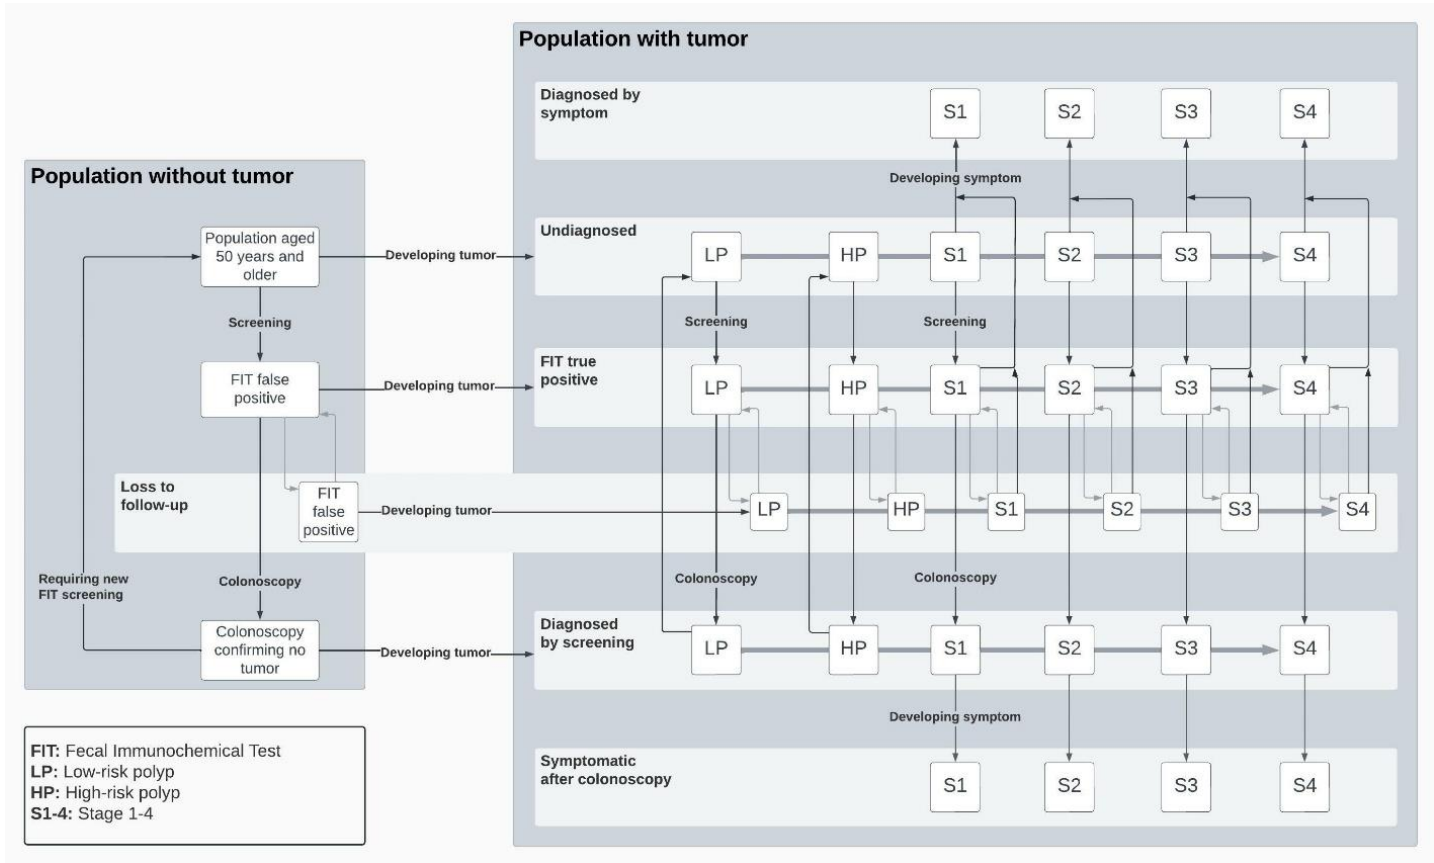 Population with tumor
Diagnosed by
symptom
S1 S2 S3 S4
Developing symptom
Population without tumor
Population aged
50 years and
older
Developing tumor
Undiagnosed
LP HP S1 S2 S3 S4
Screening
Screening
Screening
FIT false
positive
Developing tumor
FIT true
positive
LP HP S1 S2 S3 S4
Loss to
follow-up
FIT
false
positive
Developing tumor
LP HP S1 S2 S3 S4
Requiring new
FIT screening
Colonoscopy
Colonoscopy
Colonoscopy
Colonoscopy
confirming no
tumor
Developing tumor
Diagnosed
by screening
LP HP S1 S2 S3 S4
Developing symptom
Symptomatic
after colonoscopy
S1 S2 S3 S4
FIT: Fecal Immunochemical Test
LP: Low-risk polyp
HP: High-risk polyp
S1-4: Stage 1-4